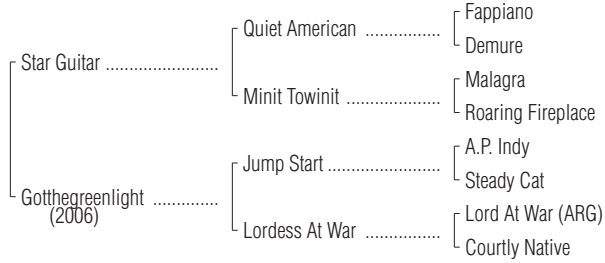 Fappiano
Quiet American ..................
Demure
Star Guitar ........................
Malagra
Minit Towinit .....................
Roaring Fireplace
A.P. Indy
Jump Start ........................
Steady Cat
Gotthegreenlight ..............
(2006)
Lord At War (ARG)
Lordess At War ................
Courtly Native